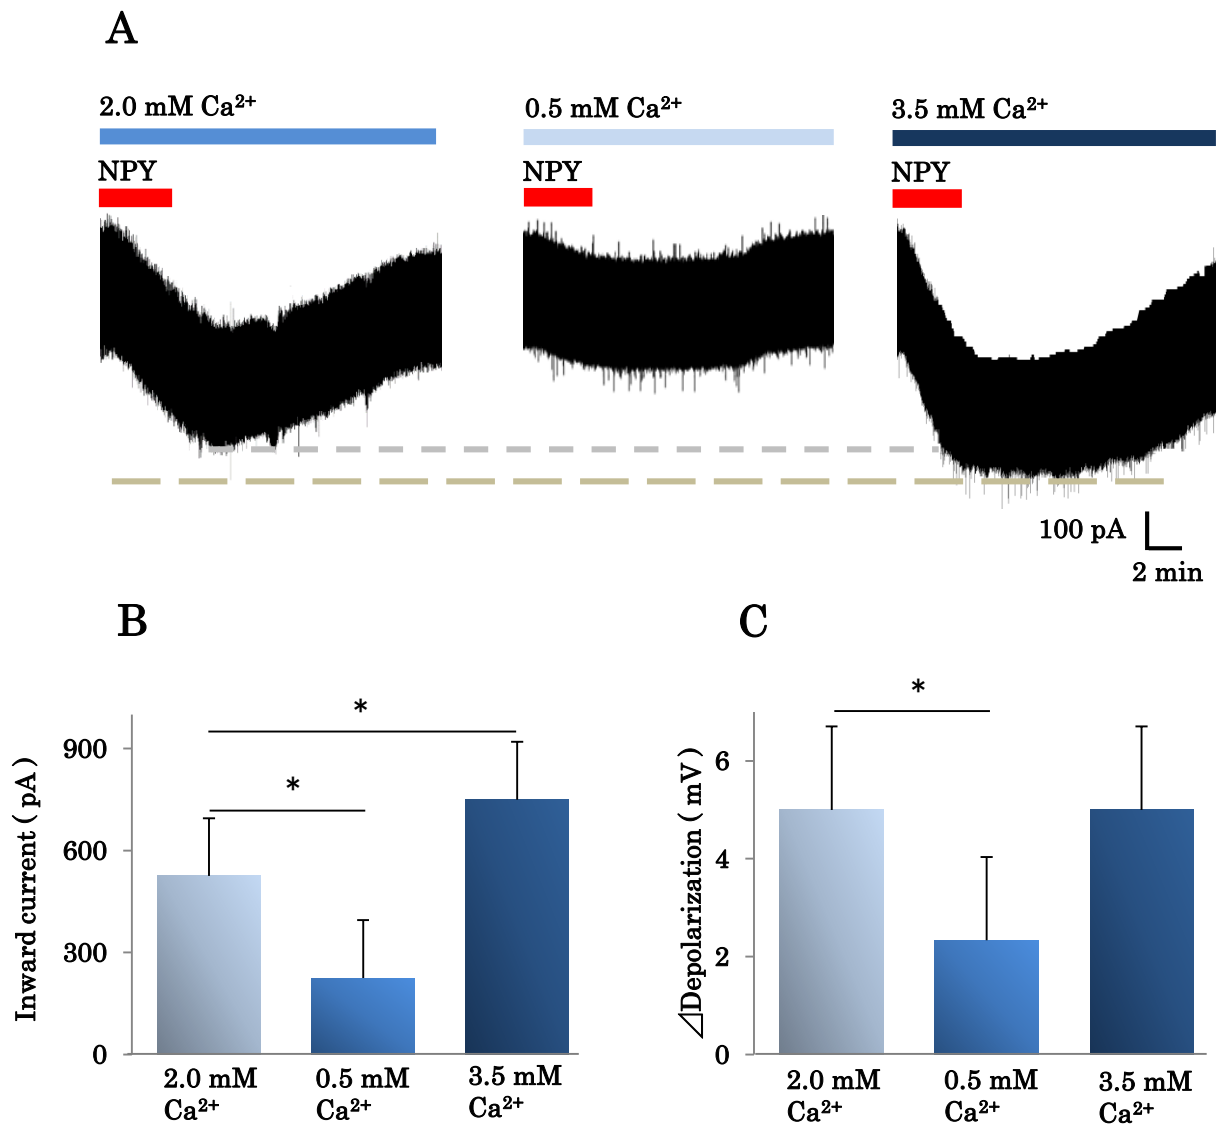 A
2.0 mM Ca²⁺
0.5 mM Ca²⁺
3.5 mM Ca²⁺
NPY
NPY
NPY
100 pA
2 min
B
*
*
Inward current ( pA )
900
600
300
0
2.0 mM
Ca²⁺
0.5 mM
Ca²⁺
3.5 mM
Ca²⁺
C
*
⊿Depolarization ( mV )
6
4
2
0
2.0 mM
Ca²⁺
0.5 mM
Ca²⁺
3.5 mM
Ca²⁺